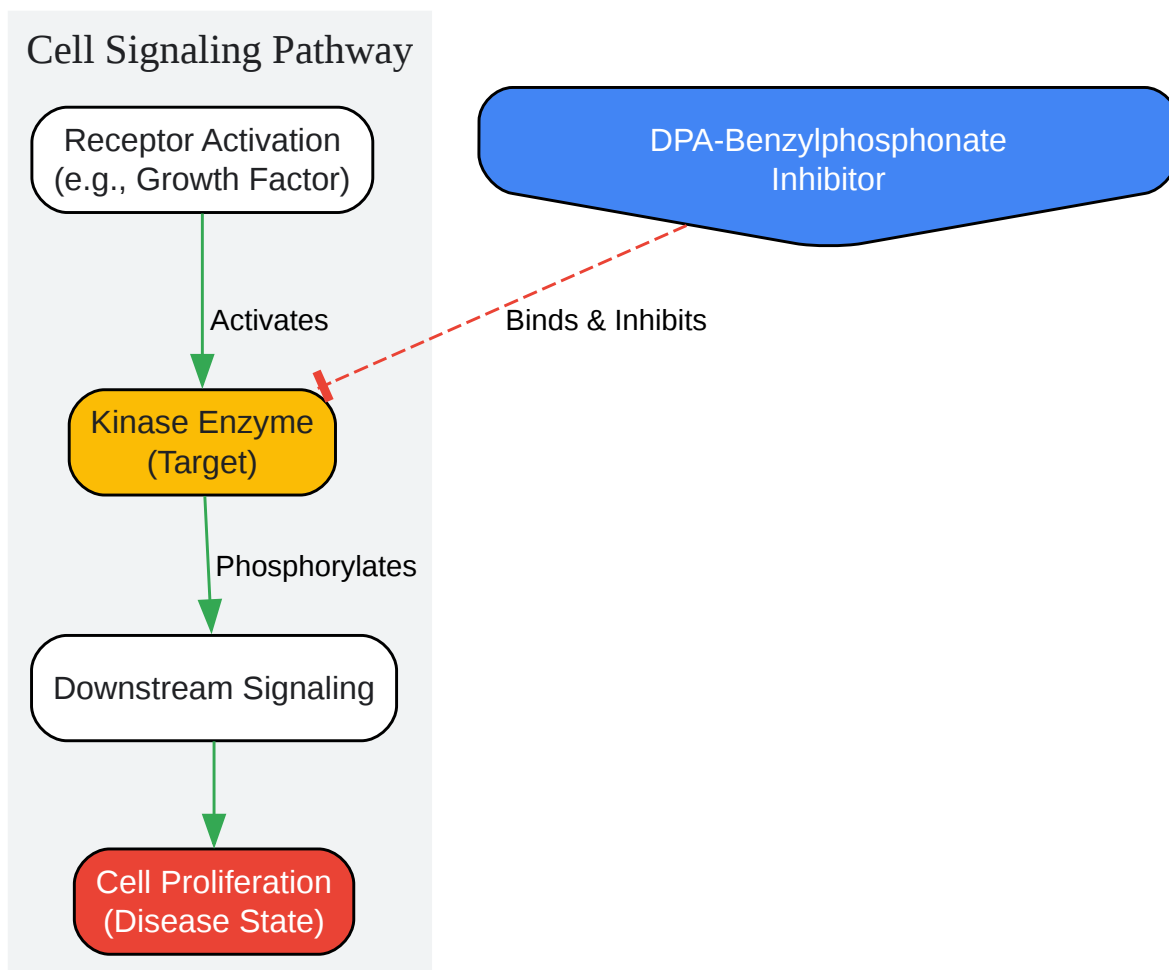 Cell Signaling Pathway
Receptor Activation
(e.g., Growth Factor)
DPA-Benzylphosphonate
Inhibitor
Activates
Binds & Inhibits
Kinase Enzyme
(Target)
Phosphorylates
Downstream Signaling
Cell Proliferation
(Disease State)